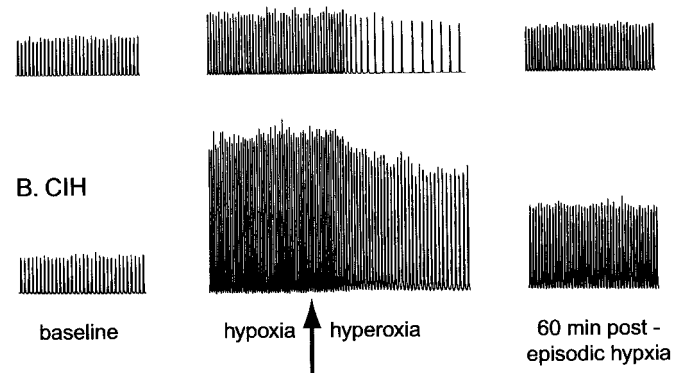 B. CIH
baseline
hypoxia
hyperoxia
60 min post -
episodic hypxia